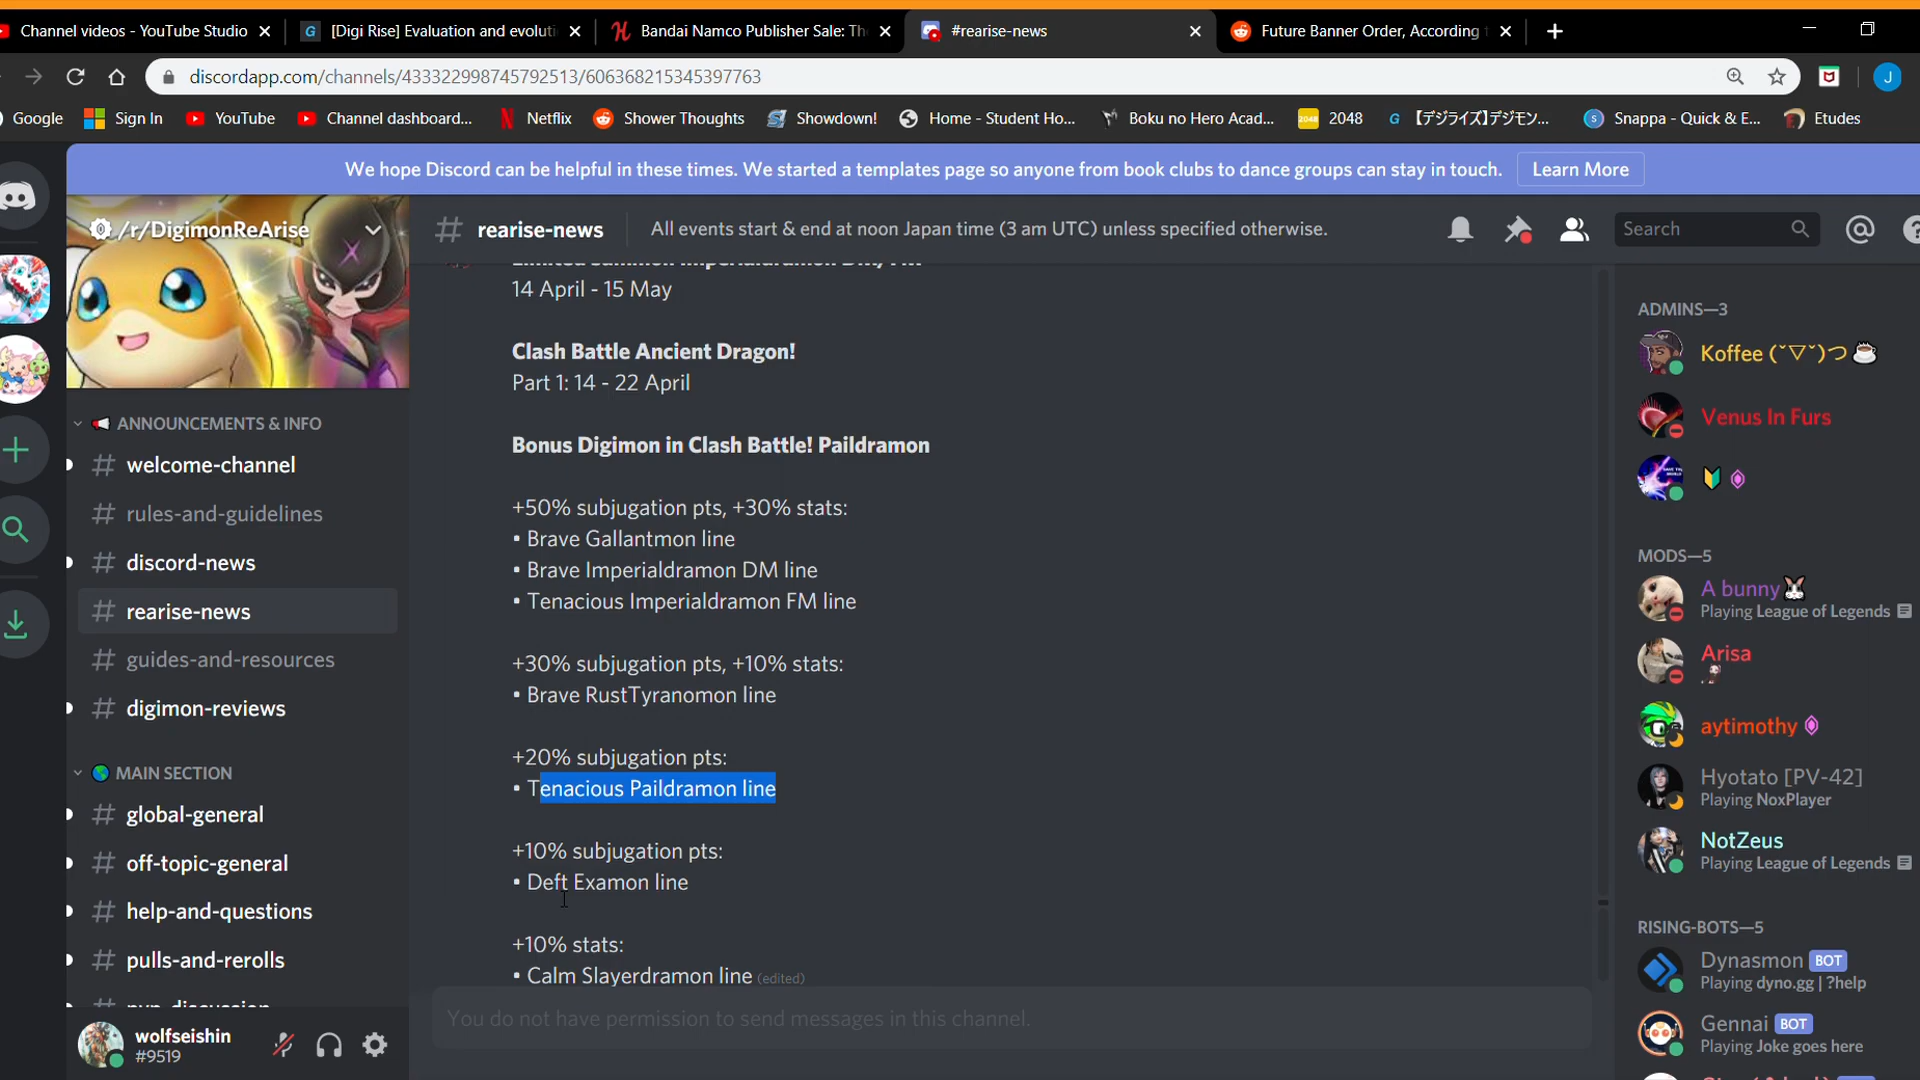 Channel videos - YouTube Studio
[Digi Rise] Evaluation and evoluti
Bandai Namco Publisher Sale: Th
#rearise-news
Future Banner Order, According t
discordapp.com/channels/433322998745792513/606368215345397763
J
Google
Sign In
YouTube
Channel dashboard...
Netflix
Shower Thoughts
Showdown!
Home - Student Ho...
Boku no Hero Acad...
2048
【デジライズ】デジモン...
Snappa - Quick & E...
Etudes
We hope Discord can be helpful in these times. We started a templates page so anyone from book clubs to dance groups can stay in touch.
Learn More
/r/DigimonReArise
# rearise-news
All events start & end at noon Japan time (3 am UTC) unless specified otherwise.
Search
14 April - 15 May
Clash Battle Ancient Dragon!
Part 1: 14 - 22 April
Bonus Digimon in Clash Battle! Paildramon
+50% subjugation pts, +30% stats:
• Brave Gallantmon line
• Brave Imperialdramon DM line
• Tenacious Imperialdramon FM line
+30% subjugation pts, +10% stats:
• Brave RustTyranomon line
+20% subjugation pts:
• Tenacious Paildramon line
+10% subjugation pts:
• Deft Examon line
+10% stats:
• Calm Slayerdramon line (edited)
You do not have permission to send messages in this channel.
ANNOUNCEMENTS & INFO
# welcome-channel
# rules-and-guidelines
# discord-news
# rearise-news
# guides-and-resources
# digimon-reviews
MAIN SECTION
# global-general
# off-topic-general
# help-and-questions
# pulls-and-rerolls
wolfseishin
#9519
ADMINS—3
Koffee (˘▽˘)つ☕
Venus In Furs
MODS—5
A bunny🐰
Playing League of Legends
Arisa
aytimothy
Hyotato [PV-42]
Playing NoxPlayer
NotZeus
Playing League of Legends
RISING-BOTS—5
Dynasmon BOT
Playing dyno.gg | ?help
Gennai BOT
Playing Joke goes here